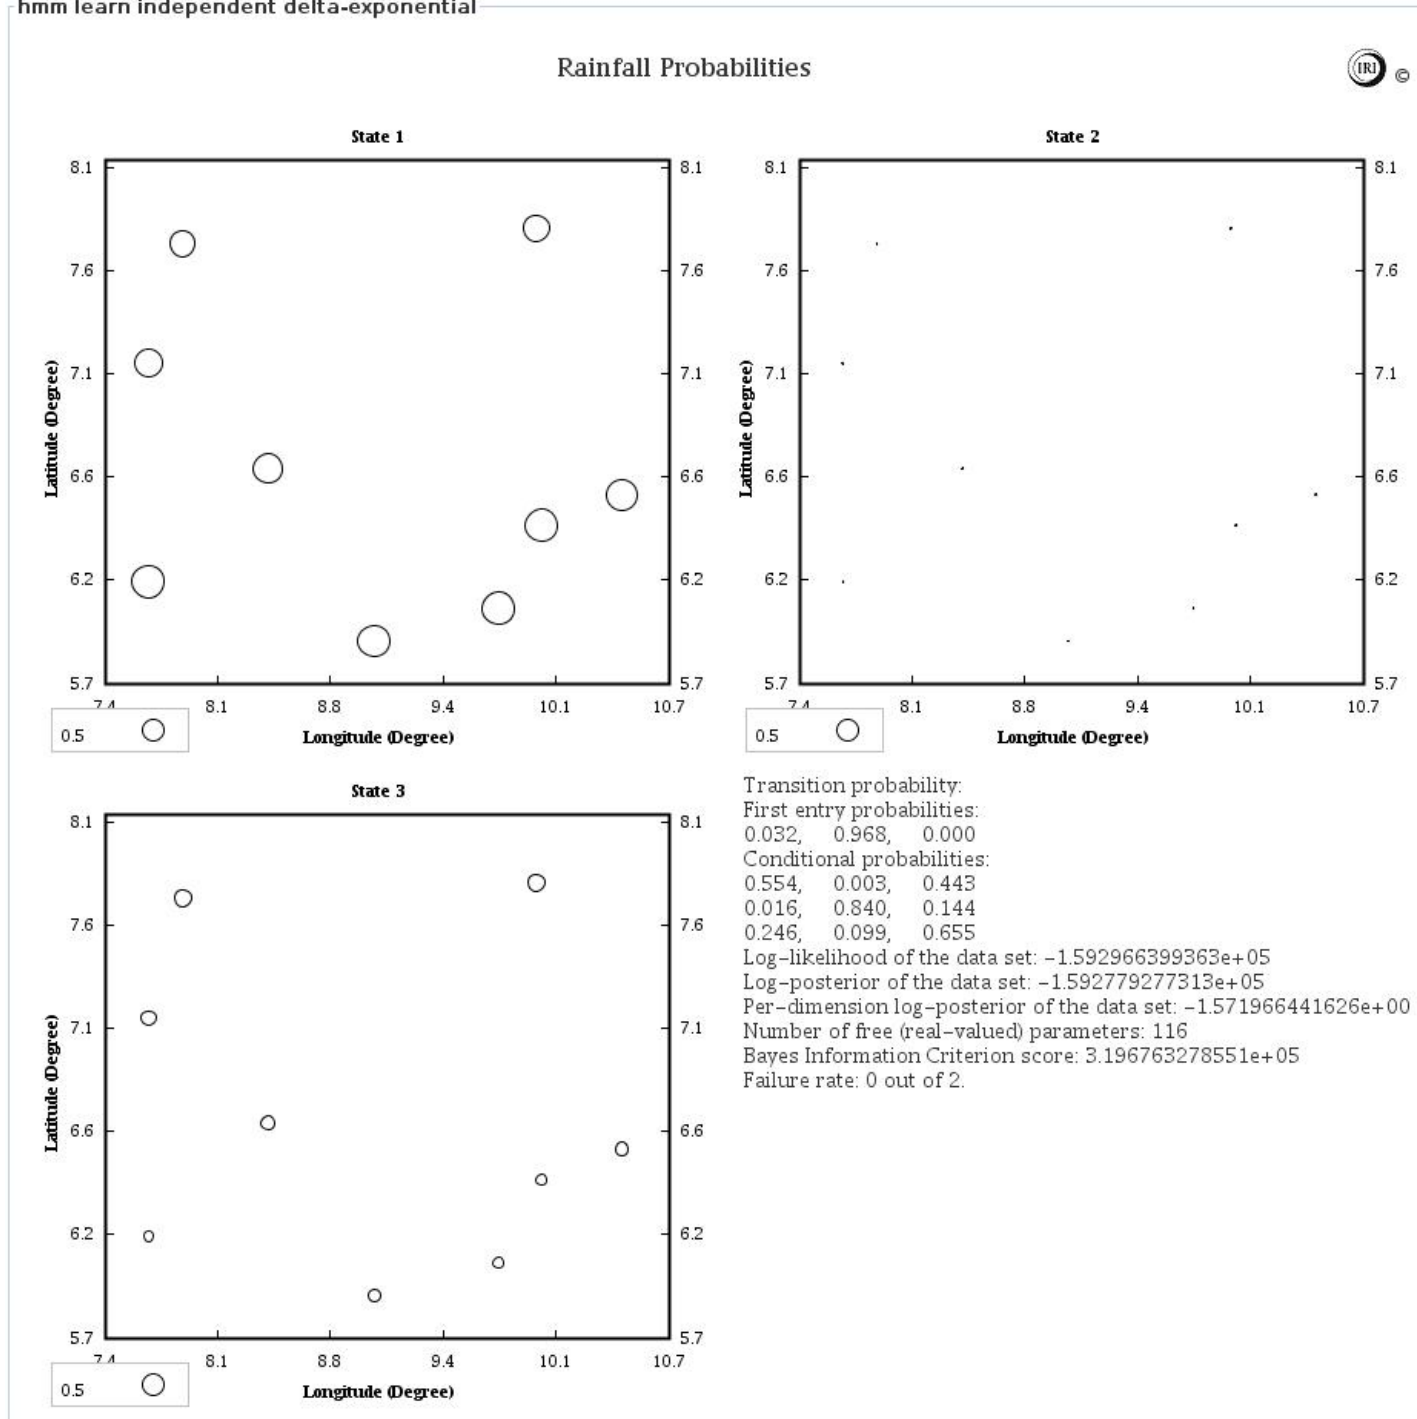 hmm learn independent delta-exponential
Rainfall Probabilities
IRI ©
State 1
8.1 8.1
7.6 7.6
7.1 7.1
6.6 6.6
6.2 6.2
5.7 5.7
Latitude (Degree)
7.4 8.1 8.8 9.4 10.1 10.7
0.5
Longitude (Degree)
State 2
8.1 8.1
7.6 7.6
7.1 7.1
6.6 6.6
6.2 6.2
5.7 5.7
Latitude (Degree)
7.4 8.1 8.8 9.4 10.1 10.7
0.5
Longitude (Degree)
State 3
8.1 8.1
7.6 7.6
7.1 7.1
6.6 6.6
6.2 6.2
5.7 5.7
Latitude (Degree)
7.4 8.1 8.8 9.4 10.1 10.7
0.5
Longitude (Degree)
Transition probability:
First entry probabilities:
0.032, 0.968, 0.000
Conditional probabilities:
0.554, 0.003, 0.443
0.016, 0.840, 0.144
0.246, 0.099, 0.655
Log-likelihood of the data set: -1.592966399363e+05
Log-posterior of the data set: -1.592779277313e+05
Per-dimension log-posterior of the data set: -1.571966441626e+00
Number of free (real-valued) parameters: 116
Bayes Information Criterion score: 3.196763278551e+05
Failure rate: 0 out of 2.